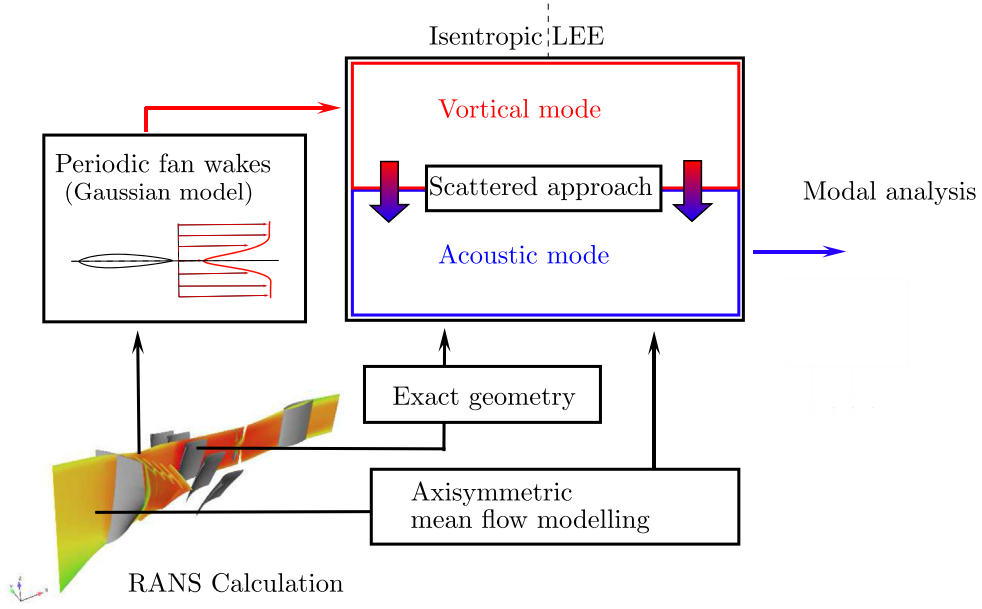 Isentropic LEE
Vortical mode
Periodic fan wakes
(Gaussian model)
Scattered approach
Modal analysis
Acoustic mode
Exact geometry
Axisymmetric
mean flow modelling
RANS Calculation